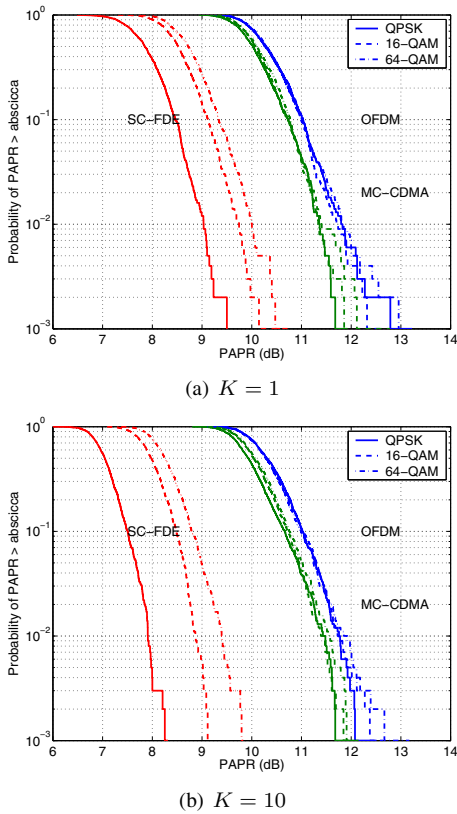 10^0
10^-1
10^-2
10^-3
Probability of PAPR > abscicca
QPSK
16−QAM
64−QAM
SC−FDE
OFDM
MC−CDMA
6 7 8 9 10 11 12 13 14
PAPR (dB)
(a) K = 1
10^0
10^-1
10^-2
10^-3
Probability of PAPR > abscicca
QPSK
16−QAM
64−QAM
SC−FDE
OFDM
MC−CDMA
6 7 8 9 10 11 12 13 14
PAPR (dB)
(b) K = 10